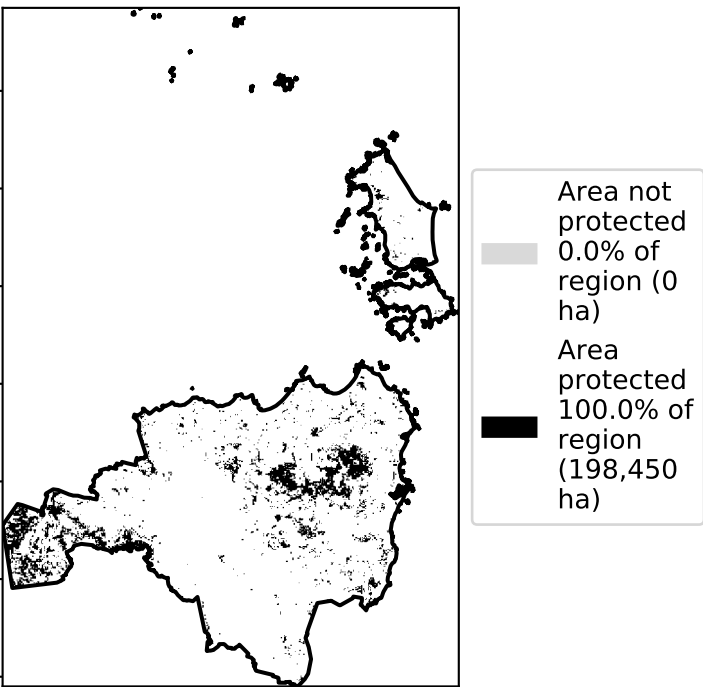 Area not
protected
0.0% of
region (0
ha)
Area
protected
100.0% of
region
(198,450
ha)